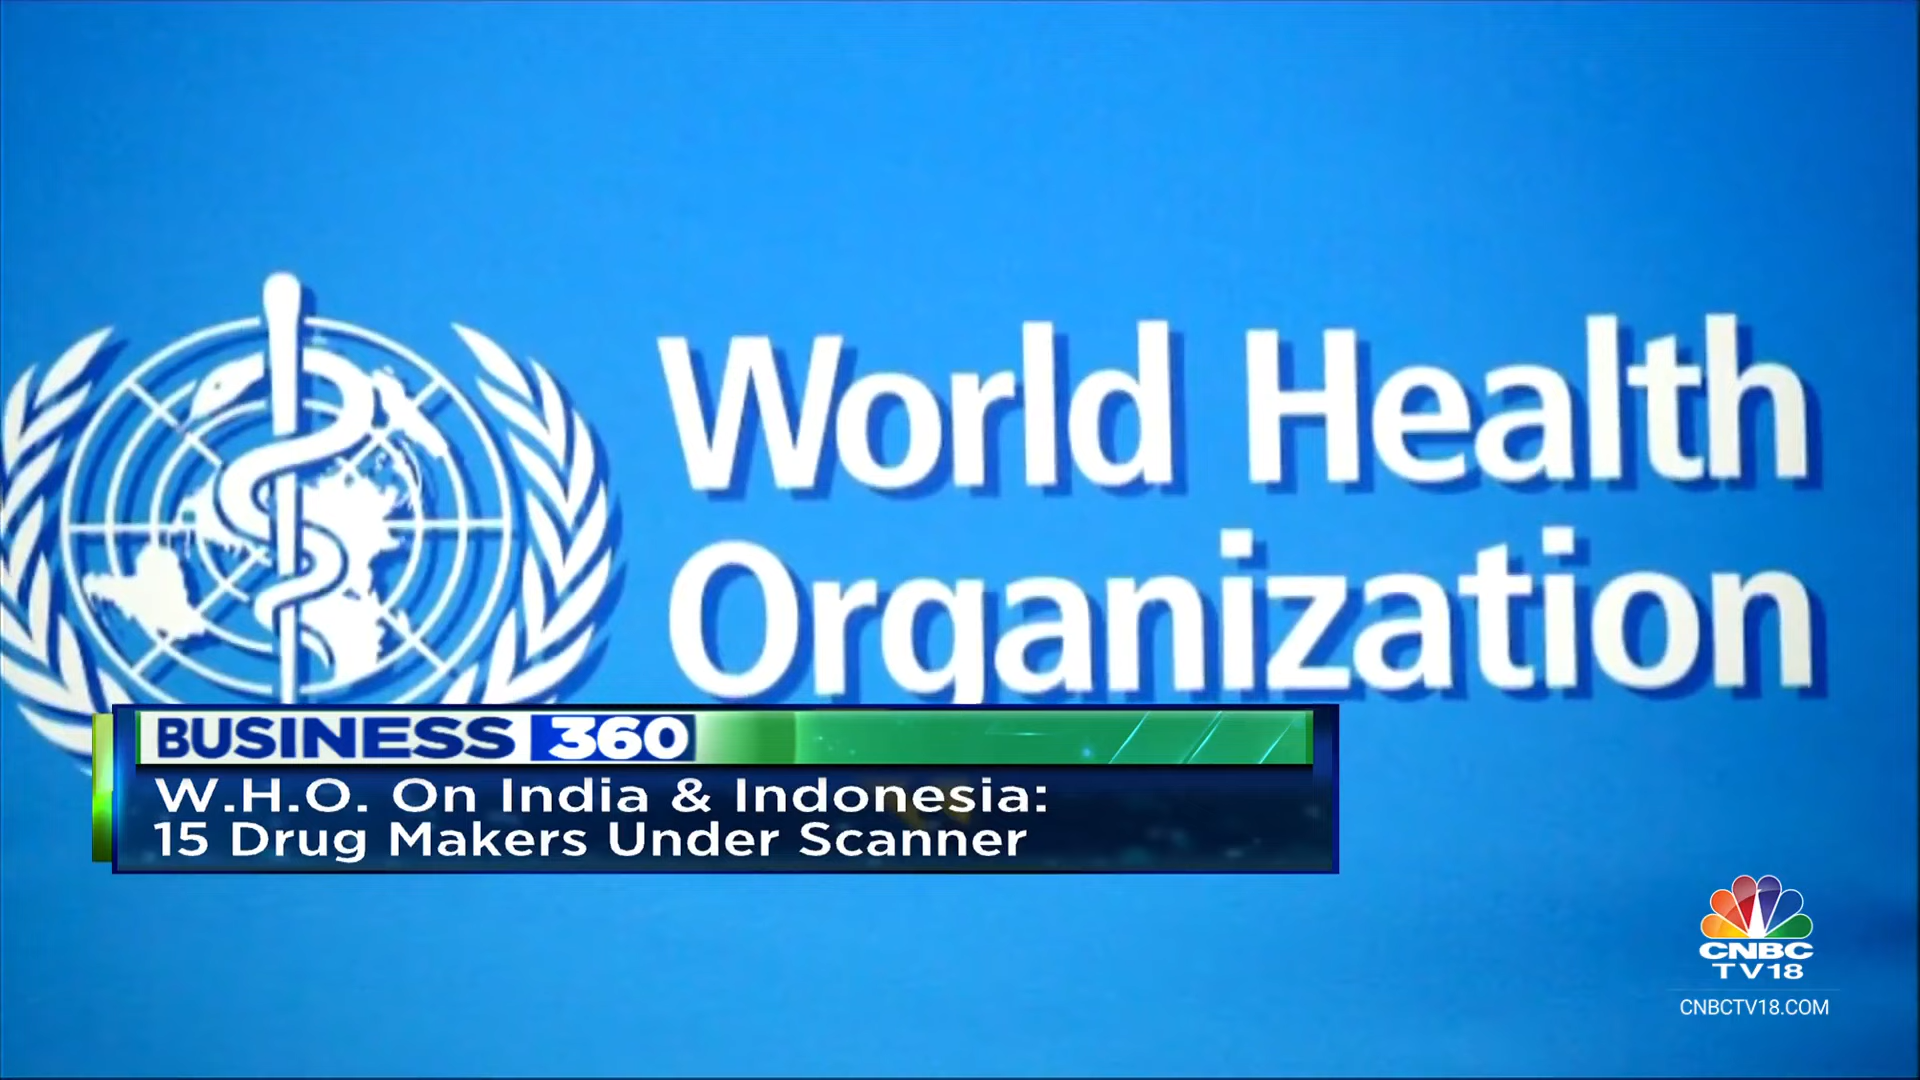 World Health
Organization
BUSINESS 360
W.H.O. On India & Indonesia:
15 Drug Makers Under Scanner
CNBC
TV18
CNBCTV18.COM